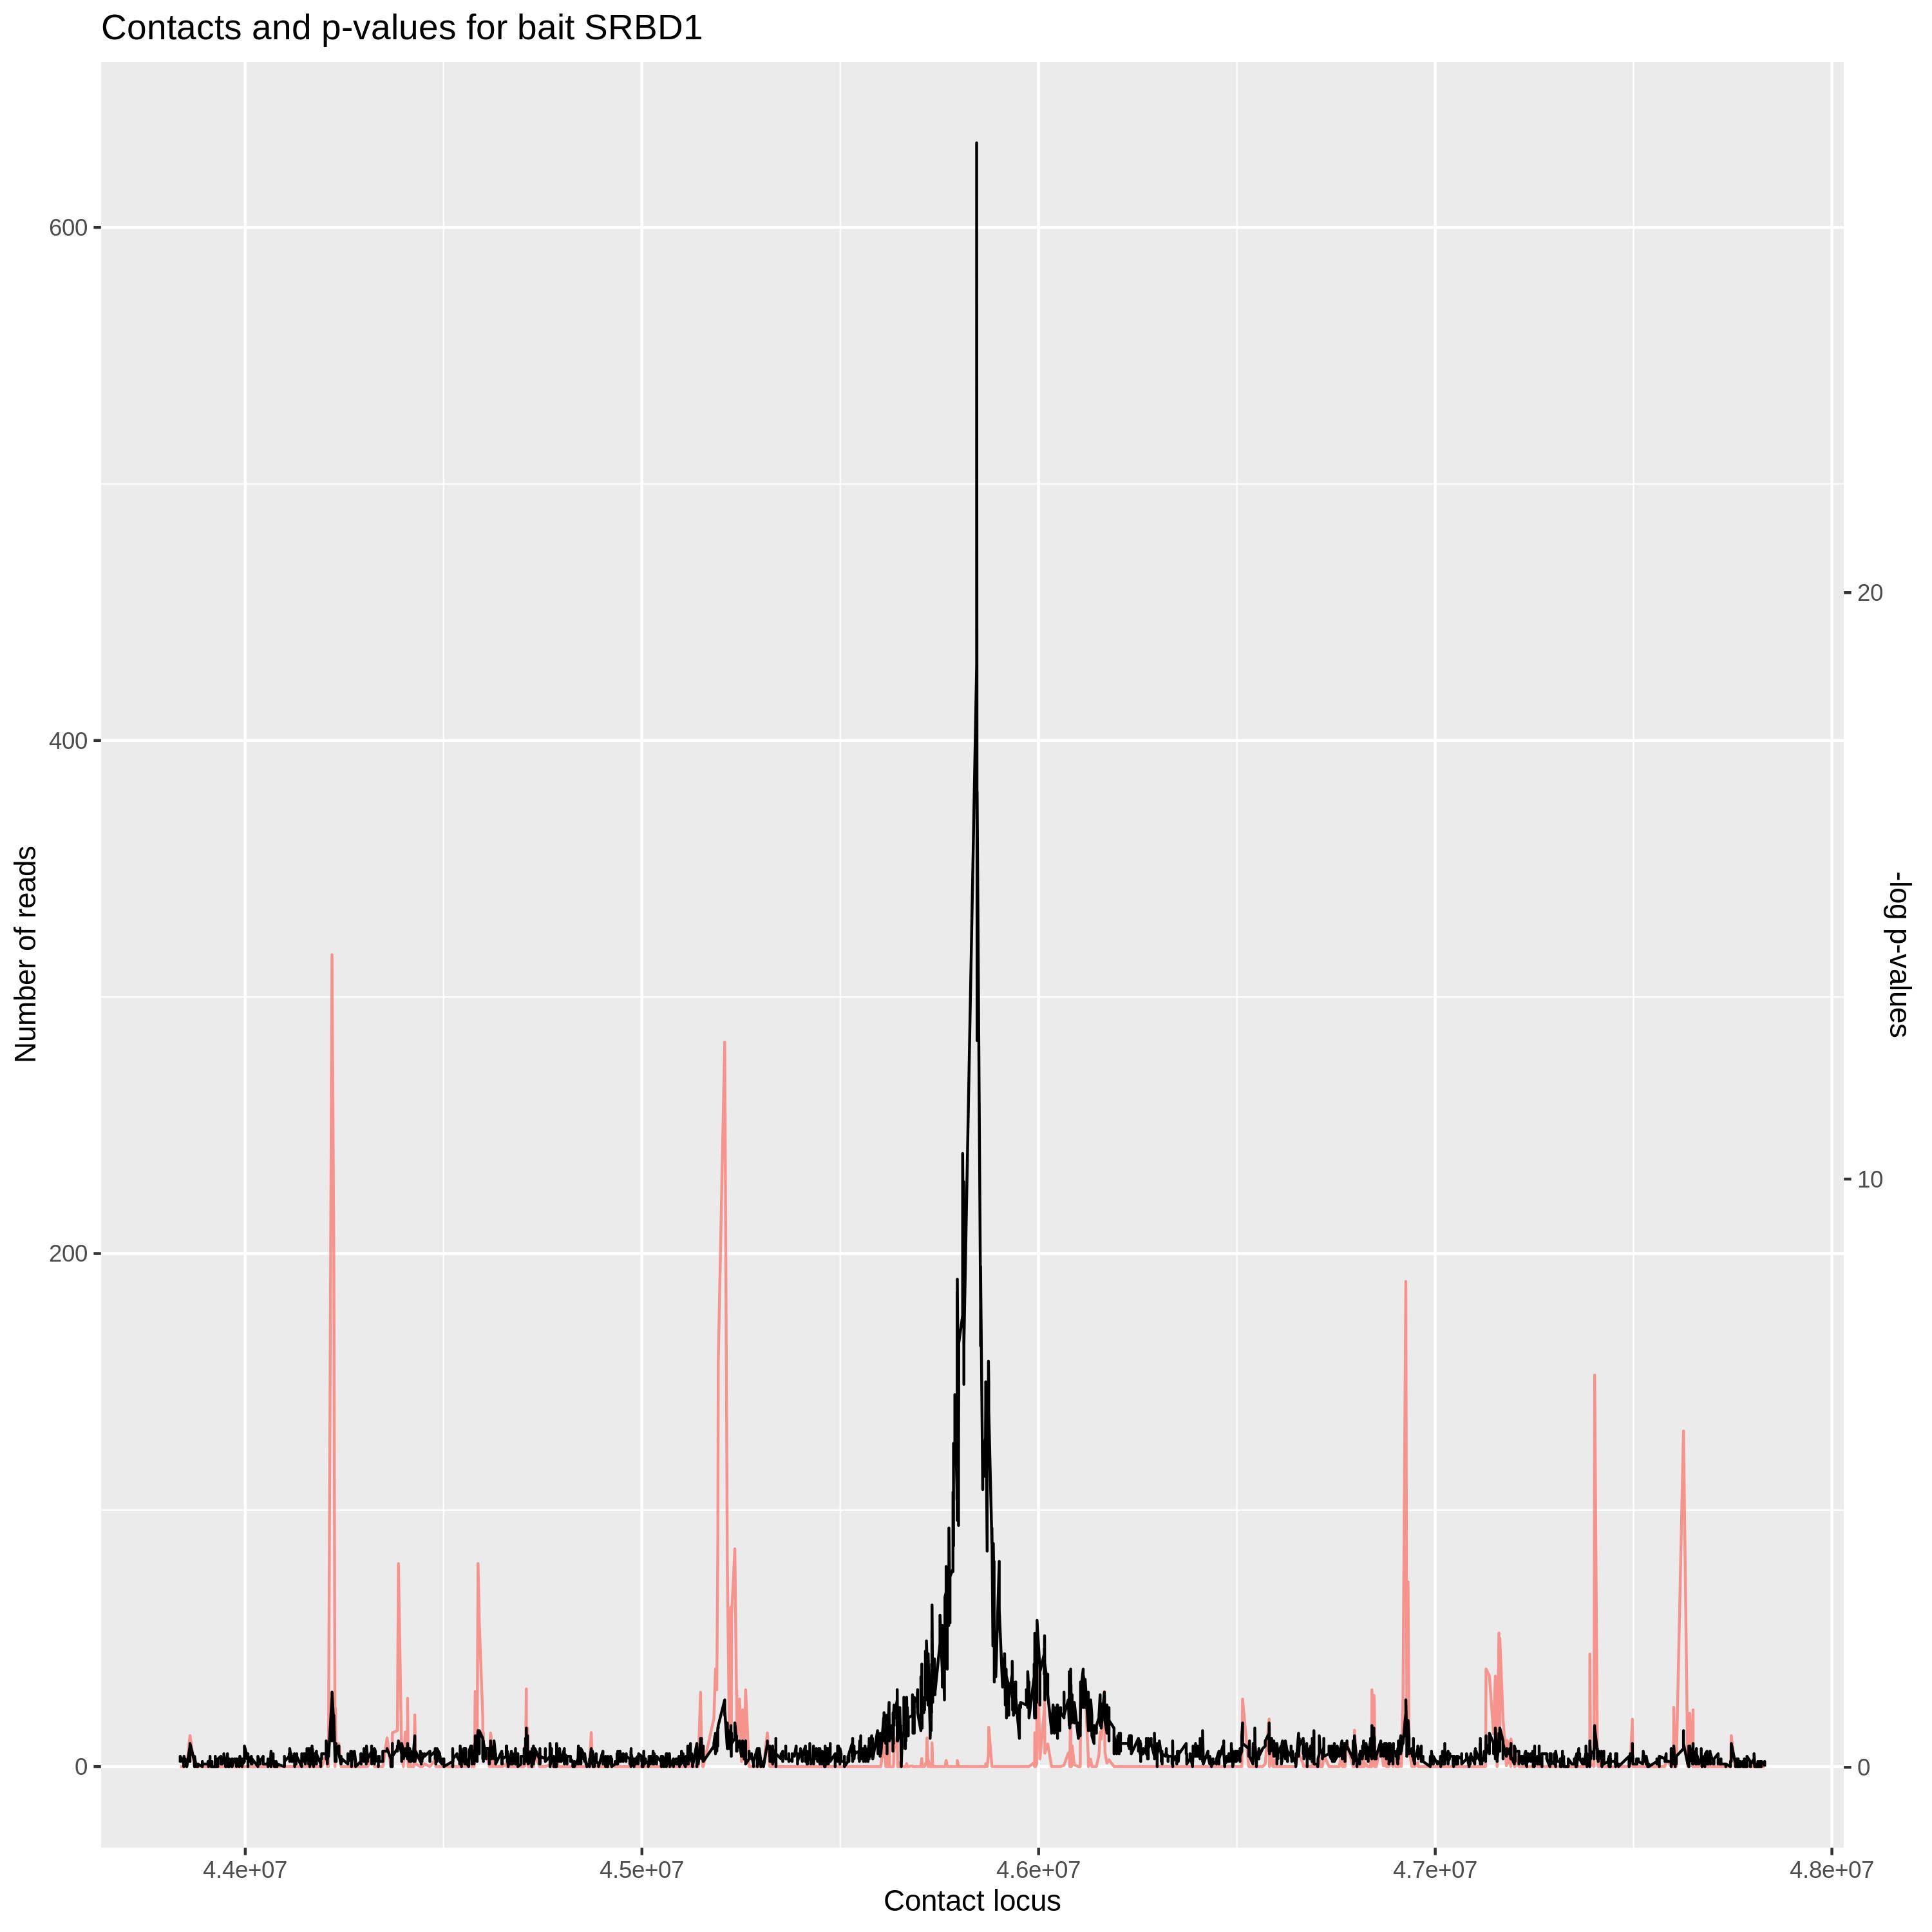 Contacts and p-values for bait SRBD1
600
400
200
0
Number of reads
20
10
0
-log p-values
4.4e+07
4.5e+07
4.6e+07
4.7e+07
4.8e+07
Contact locus